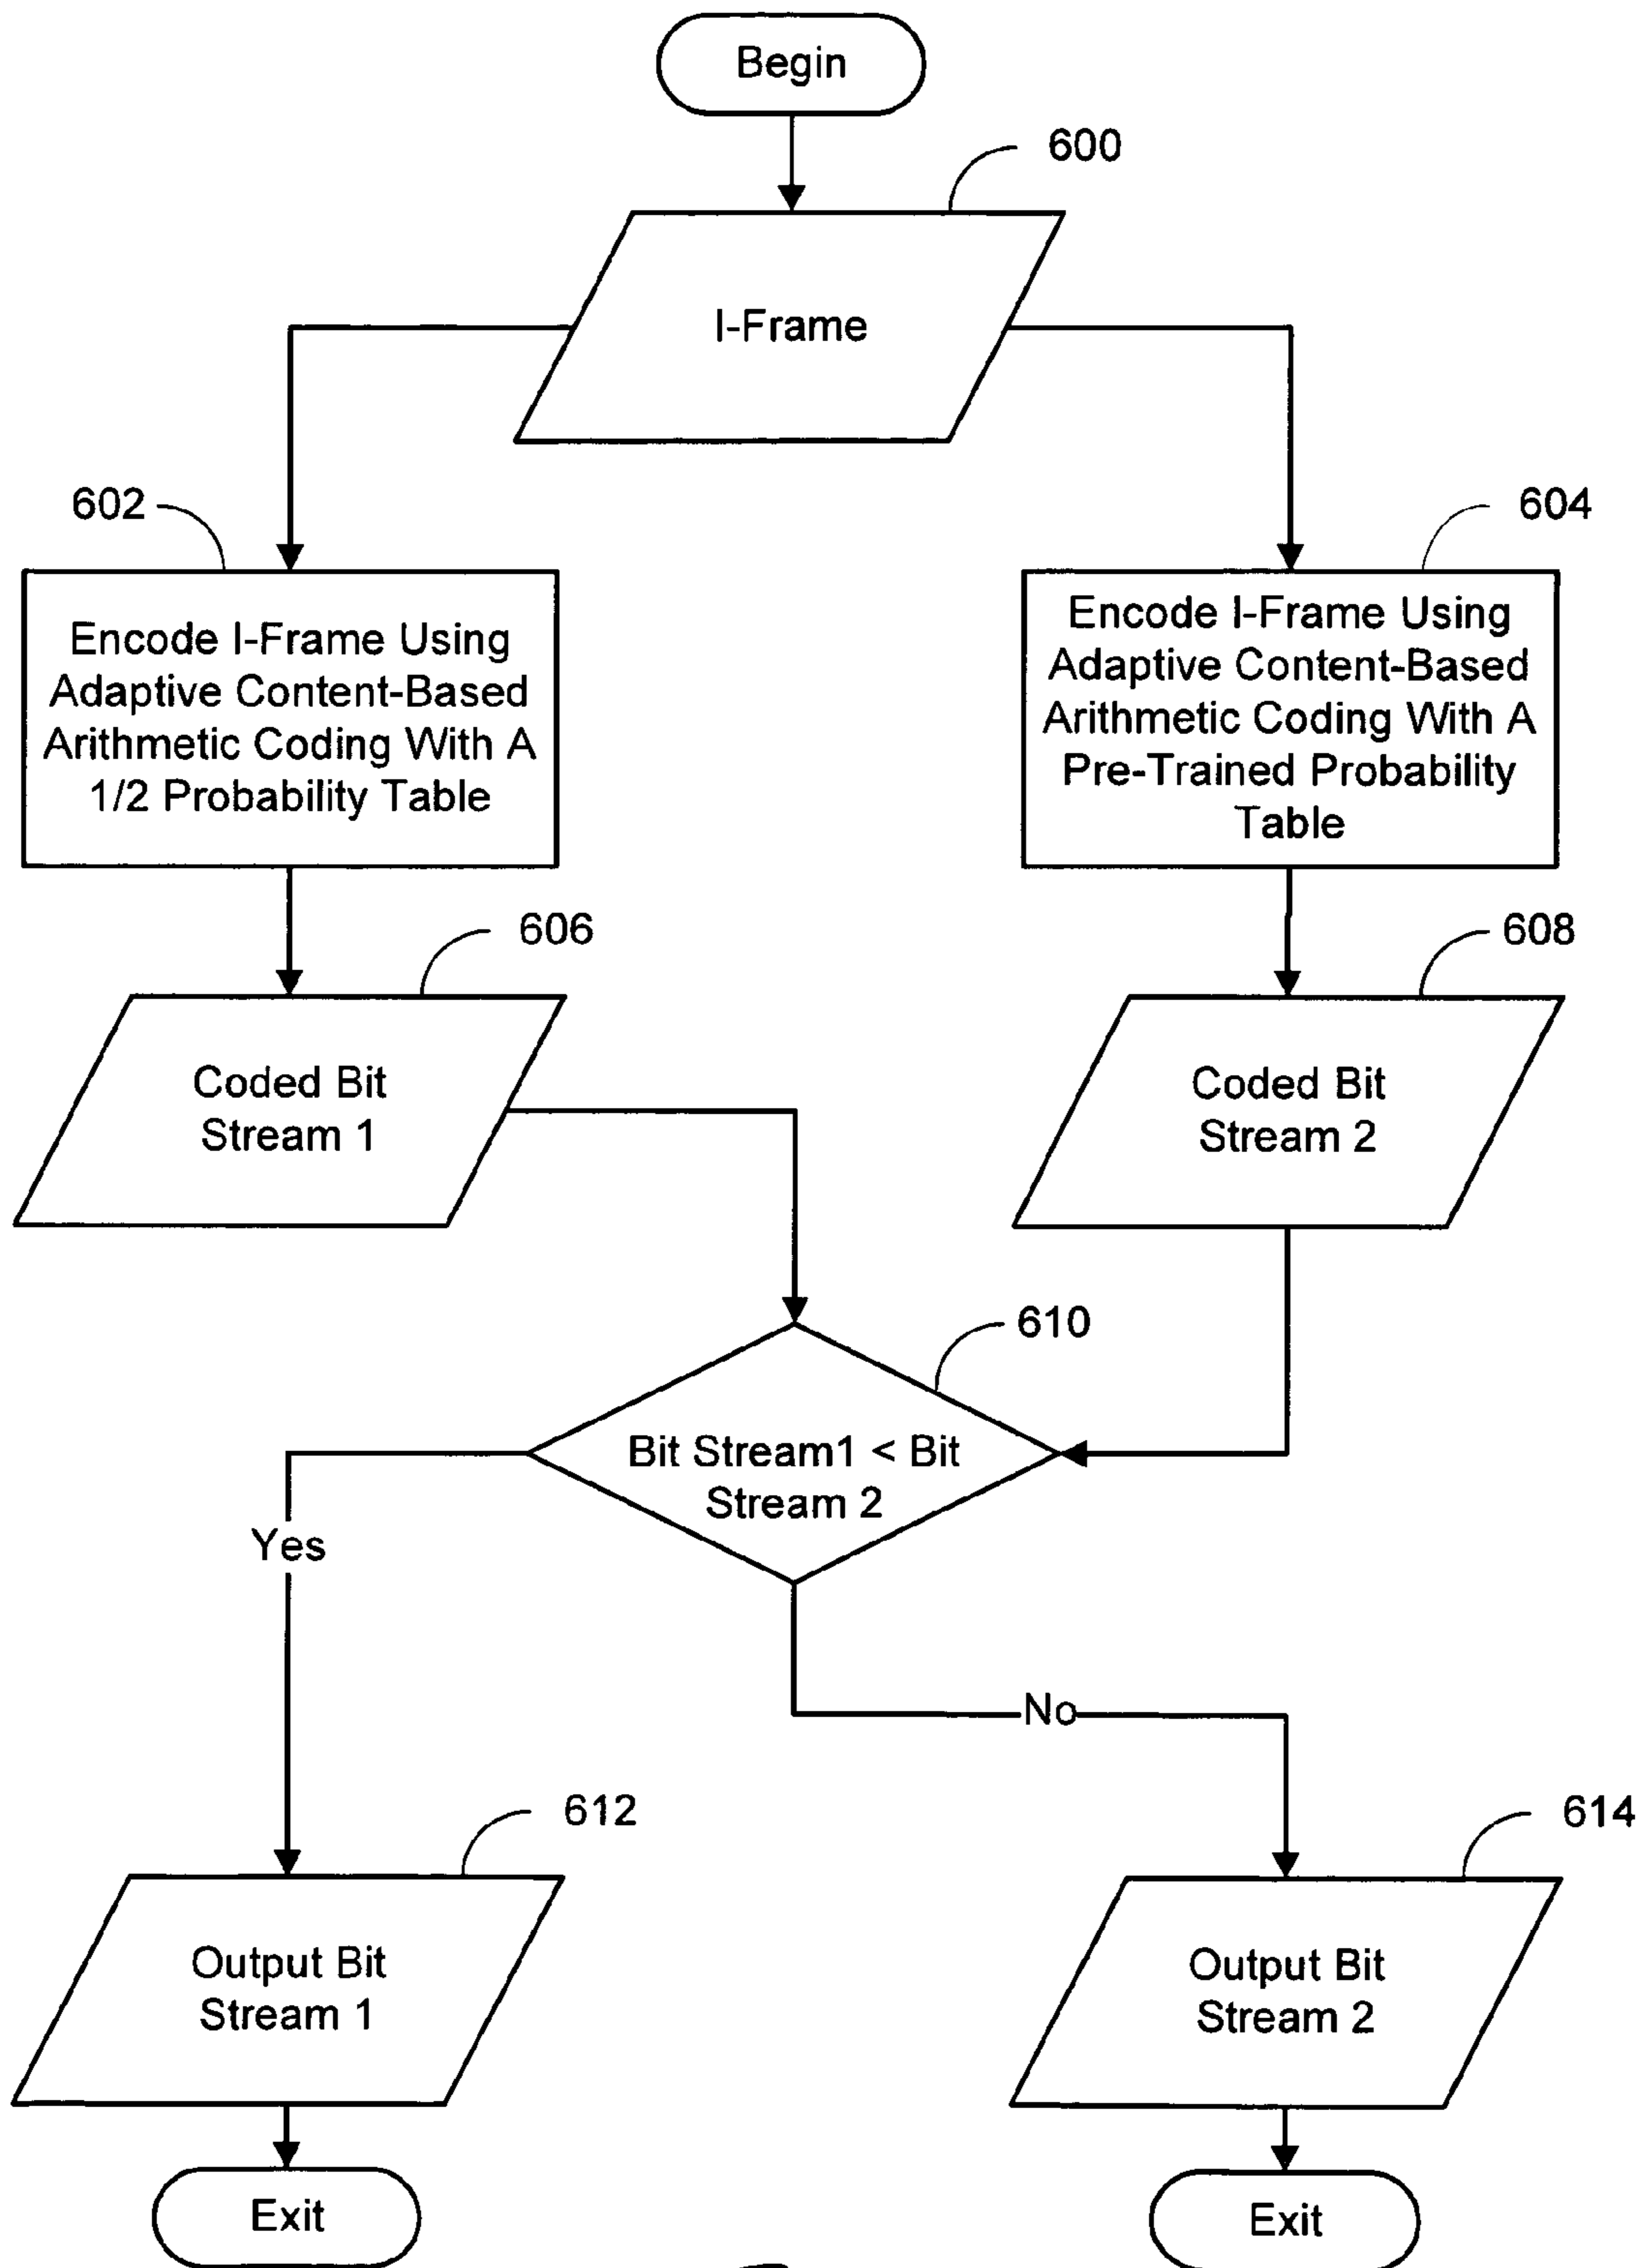 Begin
600
I-Frame
602
604
Encode I-Frame Using
Adaptive Content-Based
Arithmetic Coding With A
1/2 Probability Table
Encode I-Frame Using
Adaptive Content-Based
Arithmetic Coding With A
Pre-Trained Probability
Table
606
608
Coded Bit
Stream 1
Coded Bit
Stream 2
610
Bit Stream1 < Bit
Stream 2
Yes
No
612
614
Output Bit
Stream 1
Output Bit
Stream 2
Exit
Exit